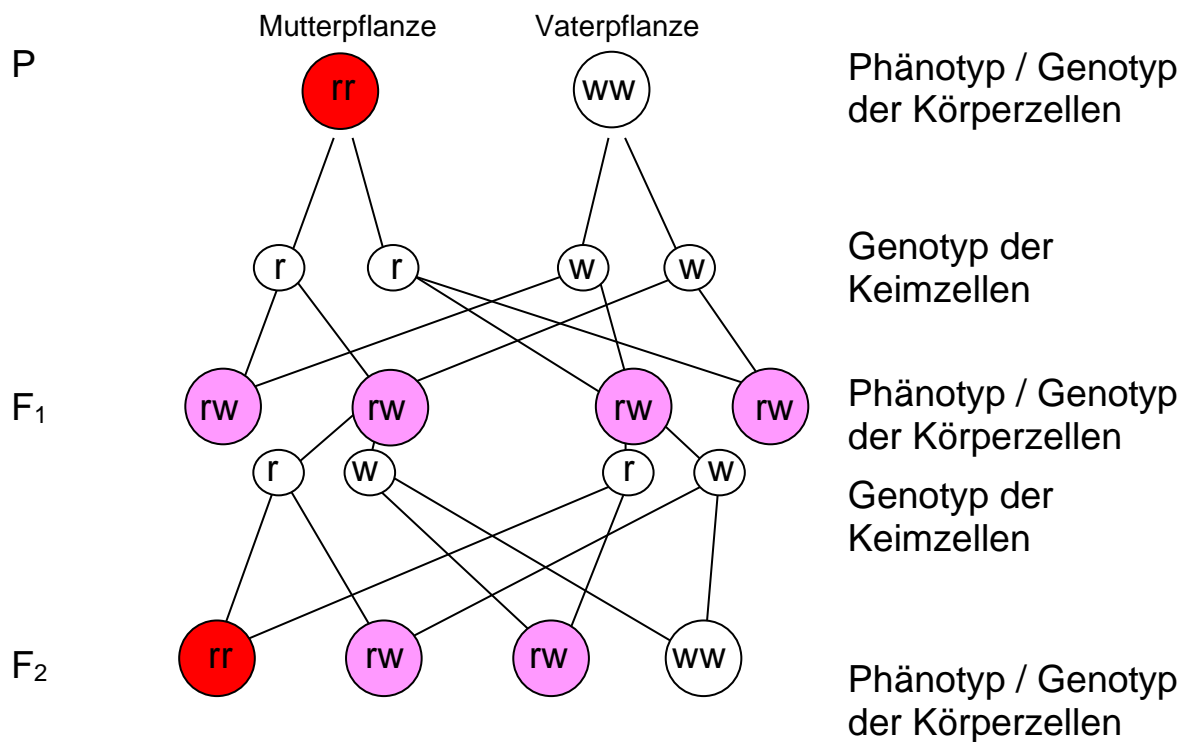 Mutterpflanze Vaterpflanze
P rr ww Phänotyp / Genotyp
der Körperzellen
r r w w Genotyp der
Keimzellen
F1 rw rw rw rw Phänotyp / Genotyp
der Körperzellen
r w r w Genotyp der
Keimzellen
F2 rr rw rw ww Phänotyp / Genotyp
der Körperzellen